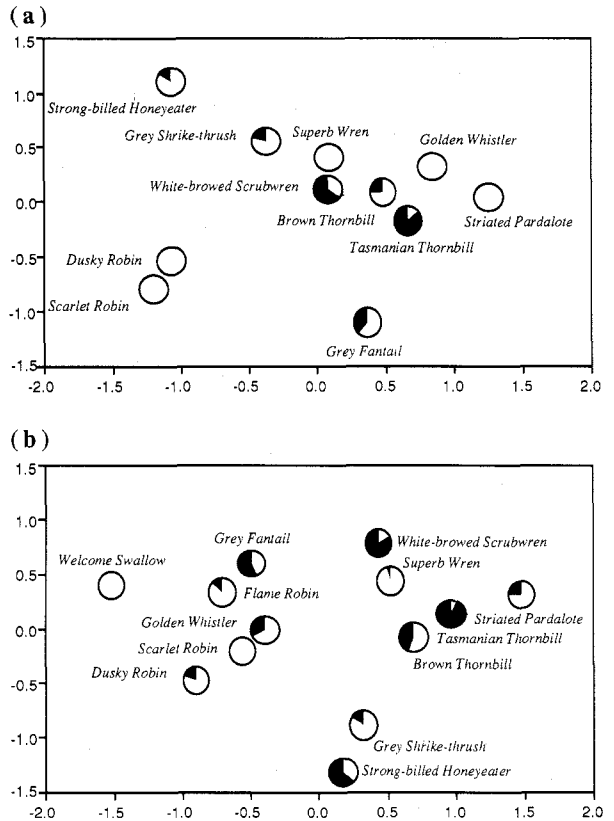 (a)
1.5
1.0
0.5
0.0
-0.5
-1.0
-1.5
Strong-billed Honeyeater
Grey Shrike-thrush
Superb Wren
Golden Whistler
White-browed Scrubwren
Brown Thornbill
Striated Pardalote
Tasmanian Thornbill
Dusky Robin
Scarlet Robin
Grey Fantail
-2.0 -1.5 -1.0 -0.5 0.0 0.5 1.0 1.5 2.0
(b)
1.5
1.0
0.5
0.0
-0.5
-1.0
-1.5
Grey Fantail
White-browed Scrubwren
Welcome Swallow
Superb Wren
Flame Robin
Golden Whistler
Striated Pardalote
Tasmanian Thornbill
Scarlet Robin
Brown Thornbill
Dusky Robin
Grey Shrike-thrush
Strong-billed Honeyeater
-2.0 -1.5 -1.0 -0.5 0.0 0.5 1.0 1.5 2.0